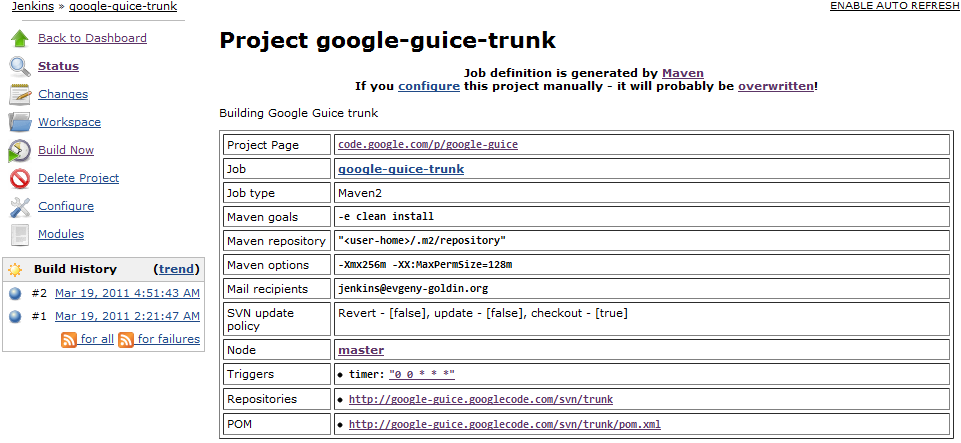 Jenkins » google-guice-trunk
ENABLE AUTO REFRESH
Back to Dashboard
Status
Changes
Workspace
Build Now
Delete Project
Configure
Modules
Build History (trend)
#2 Mar 19, 2011 4:51:43 AM
#1 Mar 19, 2011 2:21:47 AM
for all for failures
Project google-guice-trunk
Job definition is generated by Maven
If you configure this project manually - it will probably be overwritten!
Building Google Guice trunk
Project Page code.google.com/p/google-guice
Job google-guice-trunk
Job type Maven2
Maven goals -e clean install
Maven repository "<user-home>/.m2/repository"
Maven options -Xmx256m -XX:MaxPermSize=128m
Mail recipients jenkins@evgeny-goldin.org
SVN update policy Revert - [false], update - [false], checkout - [true]
Node master
Triggers • timer: "0 0 * * *"
Repositories • http://google-guice.googlecode.com/svn/trunk
POM • http://google-guice.googlecode.com/svn/trunk/pom.xml